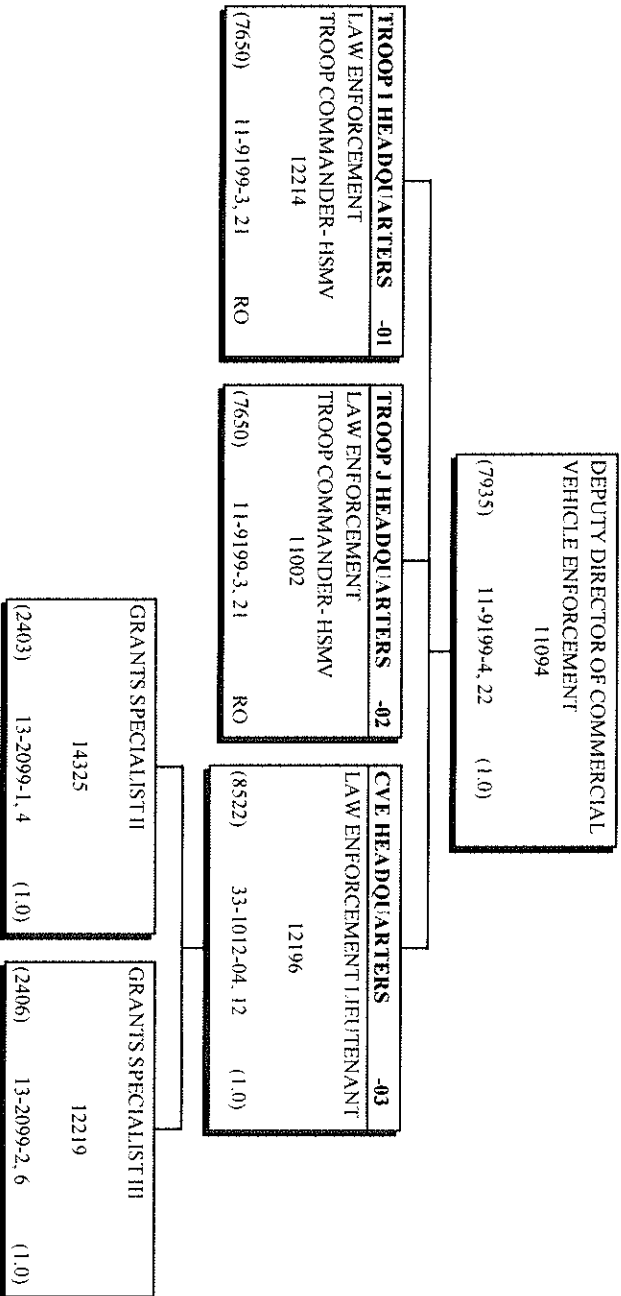 DEPUTY DIRECTOR OF COMMERCIAL
VEHICLE ENFORCEMENT
11094
(7935) 11-9199-4, 22 (1.0)
TROOP I HEADQUARTERS -01
LAW ENFORCEMENT
TROOP COMMANDER- HSMV
12214
(7650) 11-9199-3, 21 RO
TROOP J HEADQUARTERS -02
LAW ENFORCEMENT
TROOP COMMANDER- HSMV
11002
(7650) 11-9199-3, 21 RO
CVE HEADQUARTERS -03
LAW ENFORCEMENT LIEUTENANT
12196
(8522) 33-1012-04, 12 (1.0)
GRANTS SPECIALIST II
14325
(2403) 13-2099-1, 4 (1.0)
GRANTS SPECIALIST III
12219
(2406) 13-2099-2, 6 (1.0)